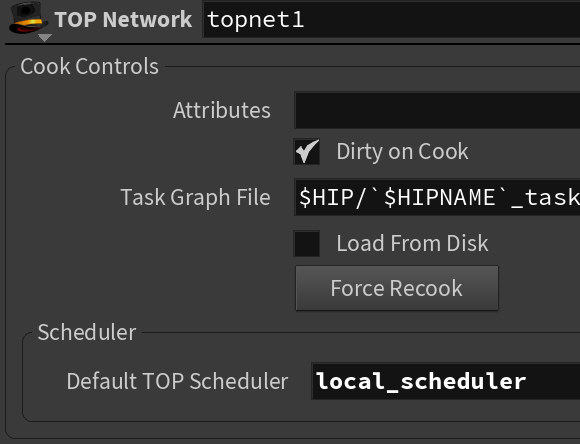 TOP Network topnet1
Cook Controls
Attributes
Dirty on Cook
Task Graph File $HIP/`$HIPNAME`_task
Load From Disk
Force Recook
Scheduler
Default TOP Scheduler local_scheduler